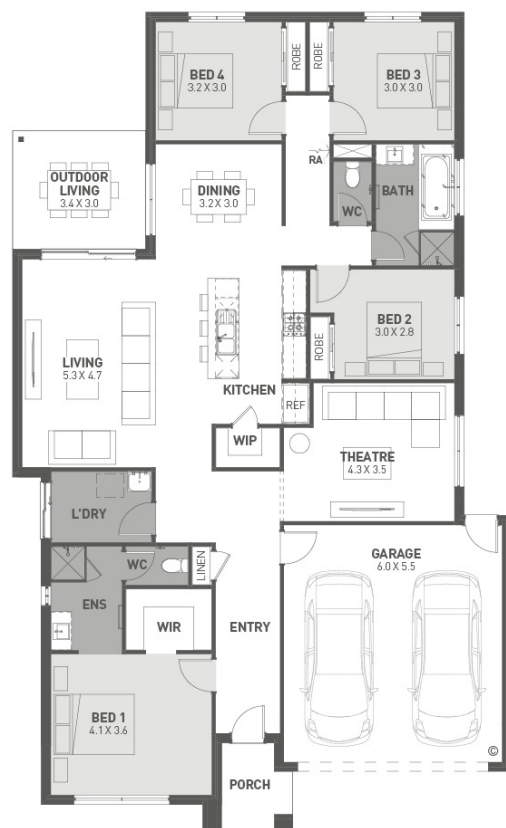 BED 4
3.2 X 3.0
ROBE
ROBE
BED 3
3.0 X 3.0
OUTDOOR
LIVING
3.4 X 3.0
DINING
3.2 X 3.0
RA
WC
BATH
LIVING
5.3 X 4.7
KITCHEN
ROBE
BED 2
3.0 X 2.8
REF
WIP
THEATRE
4.3 X 3.5
L'DRY
WC
LINEN
ENS
WIR
ENTRY
GARAGE
6.0 X 5.5
BED 1
4.1 X 3.6
PORCH
©